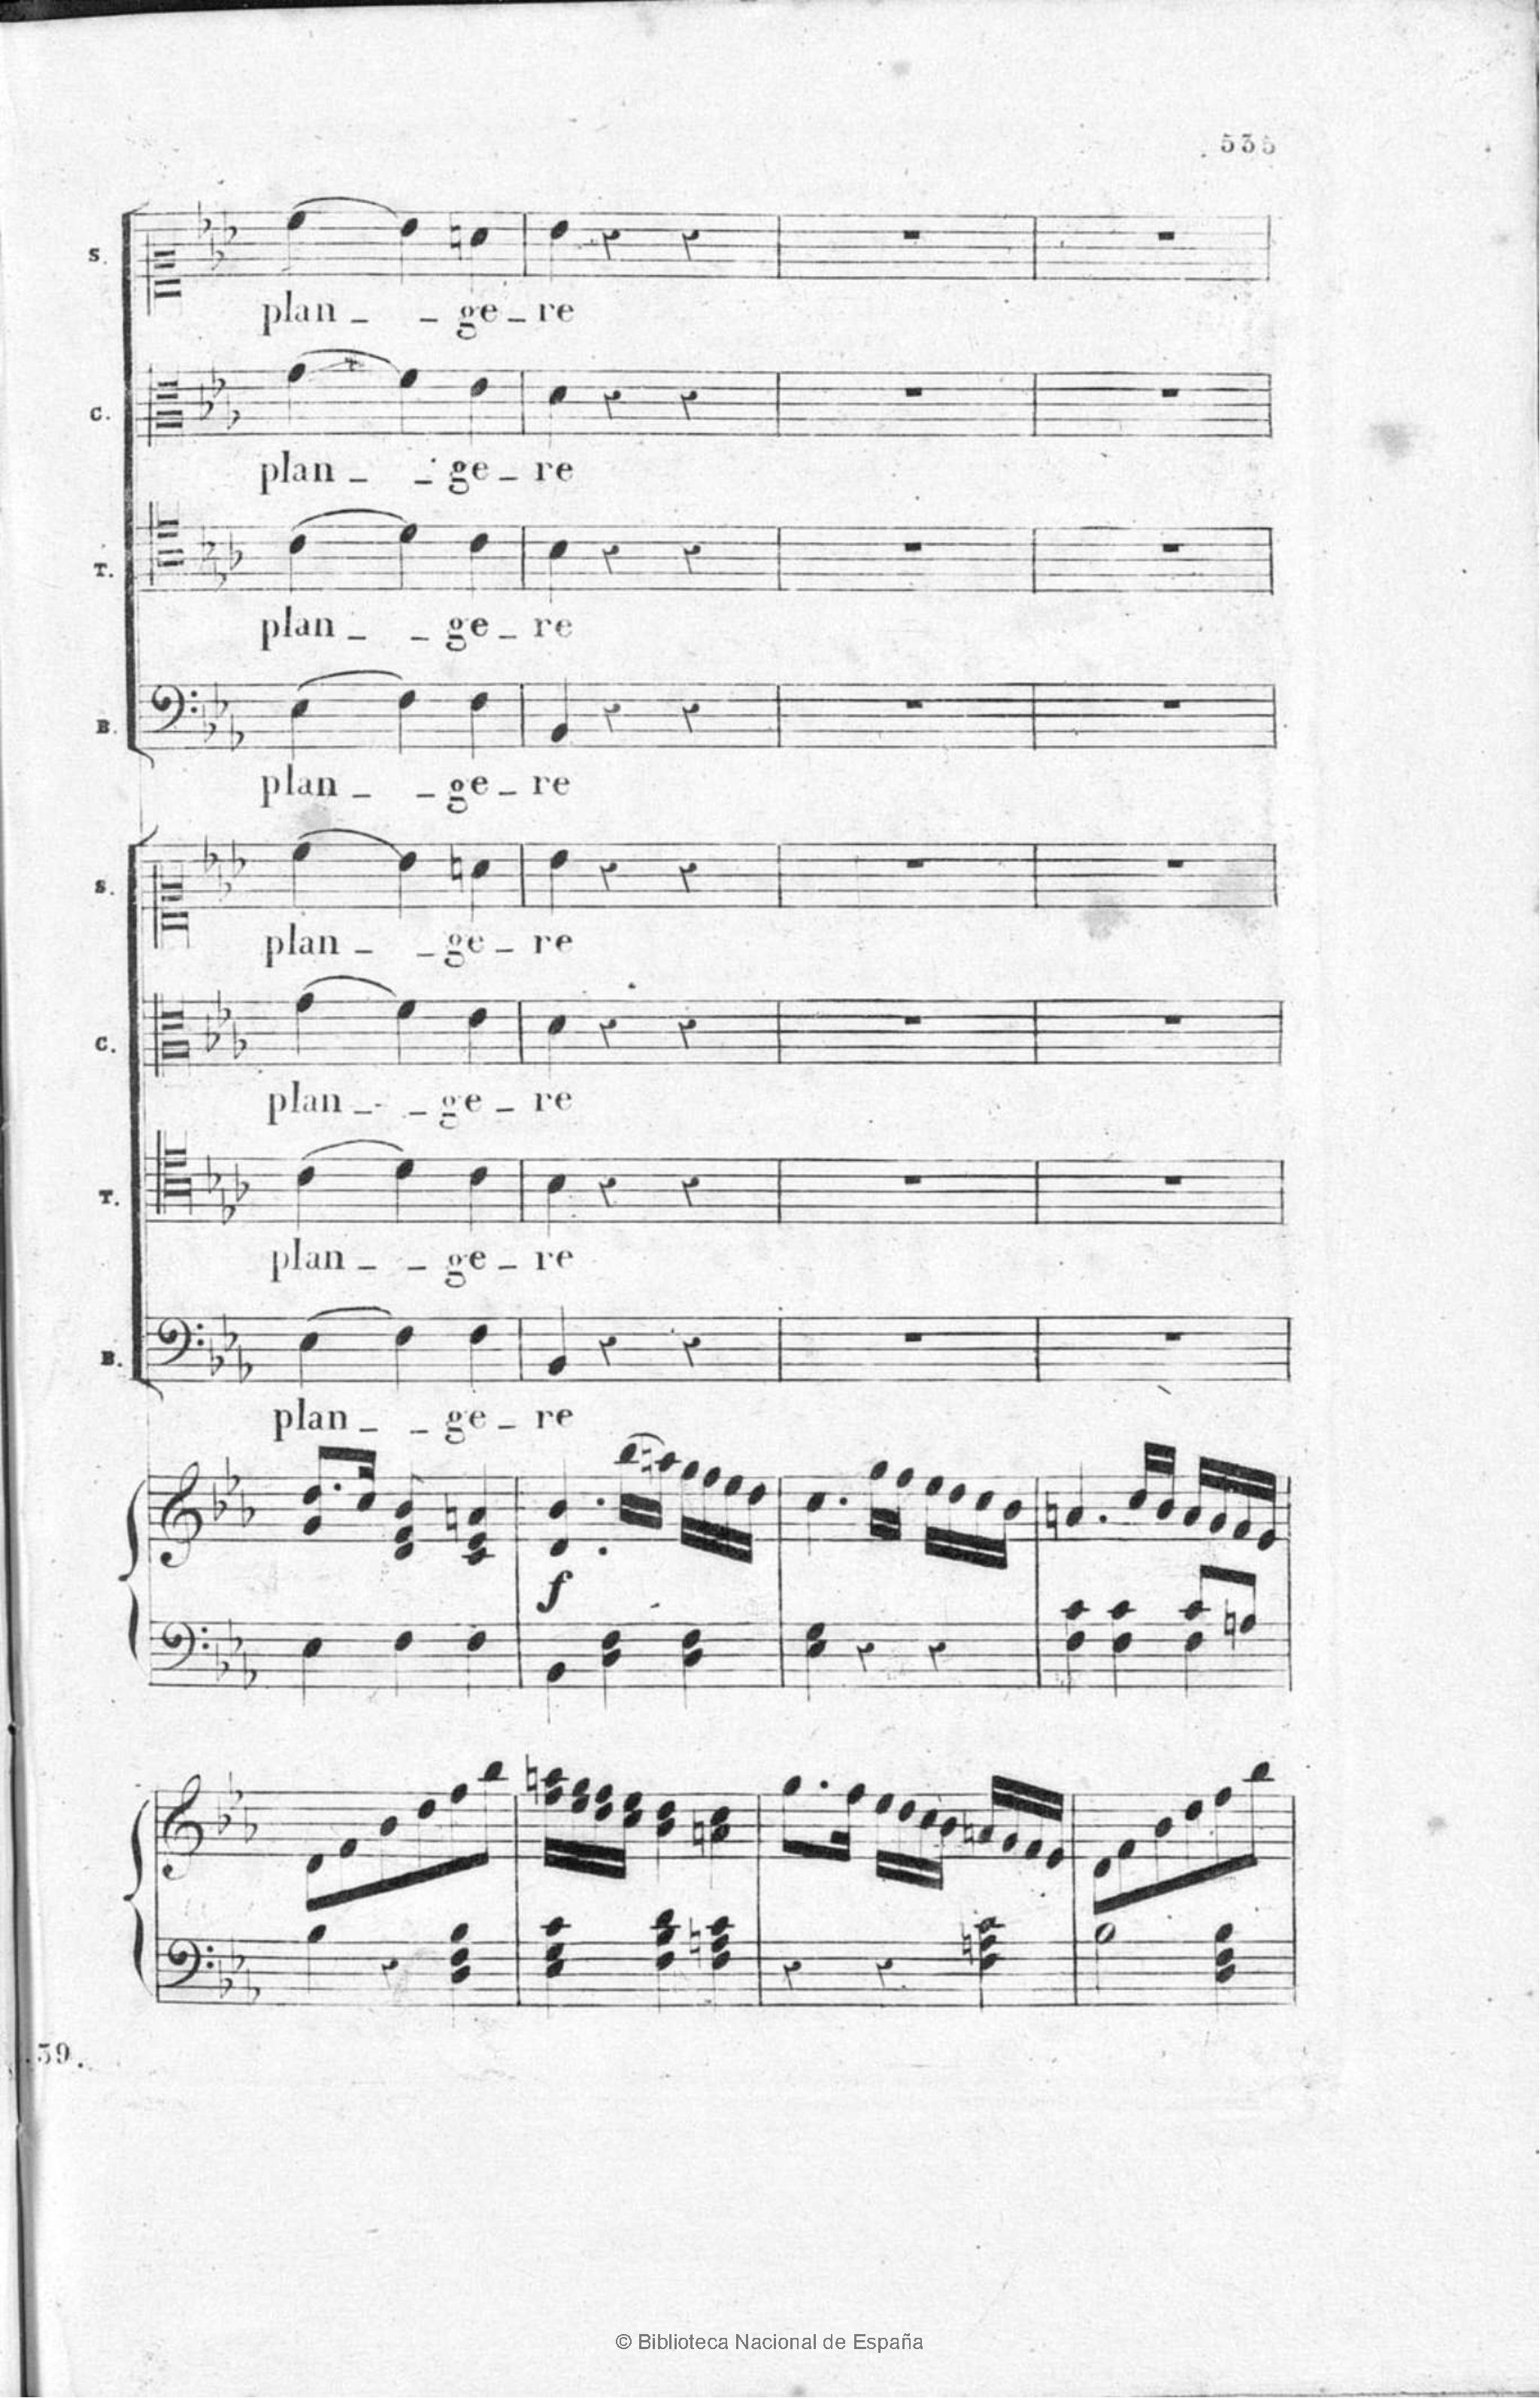 535
S.
plan _ _ ge _ re
C.
plan _ _ ge _ re
T.
plan _ _ ge _ re
B.
plan _ _ ge _ re
S.
plan _ _ ge _ re
C.
plan _ _ ge _ re
T.
plan _ _ ge _ re
B.
plan _ _ ge _ re
f
39.
© Biblioteca Nacional de España